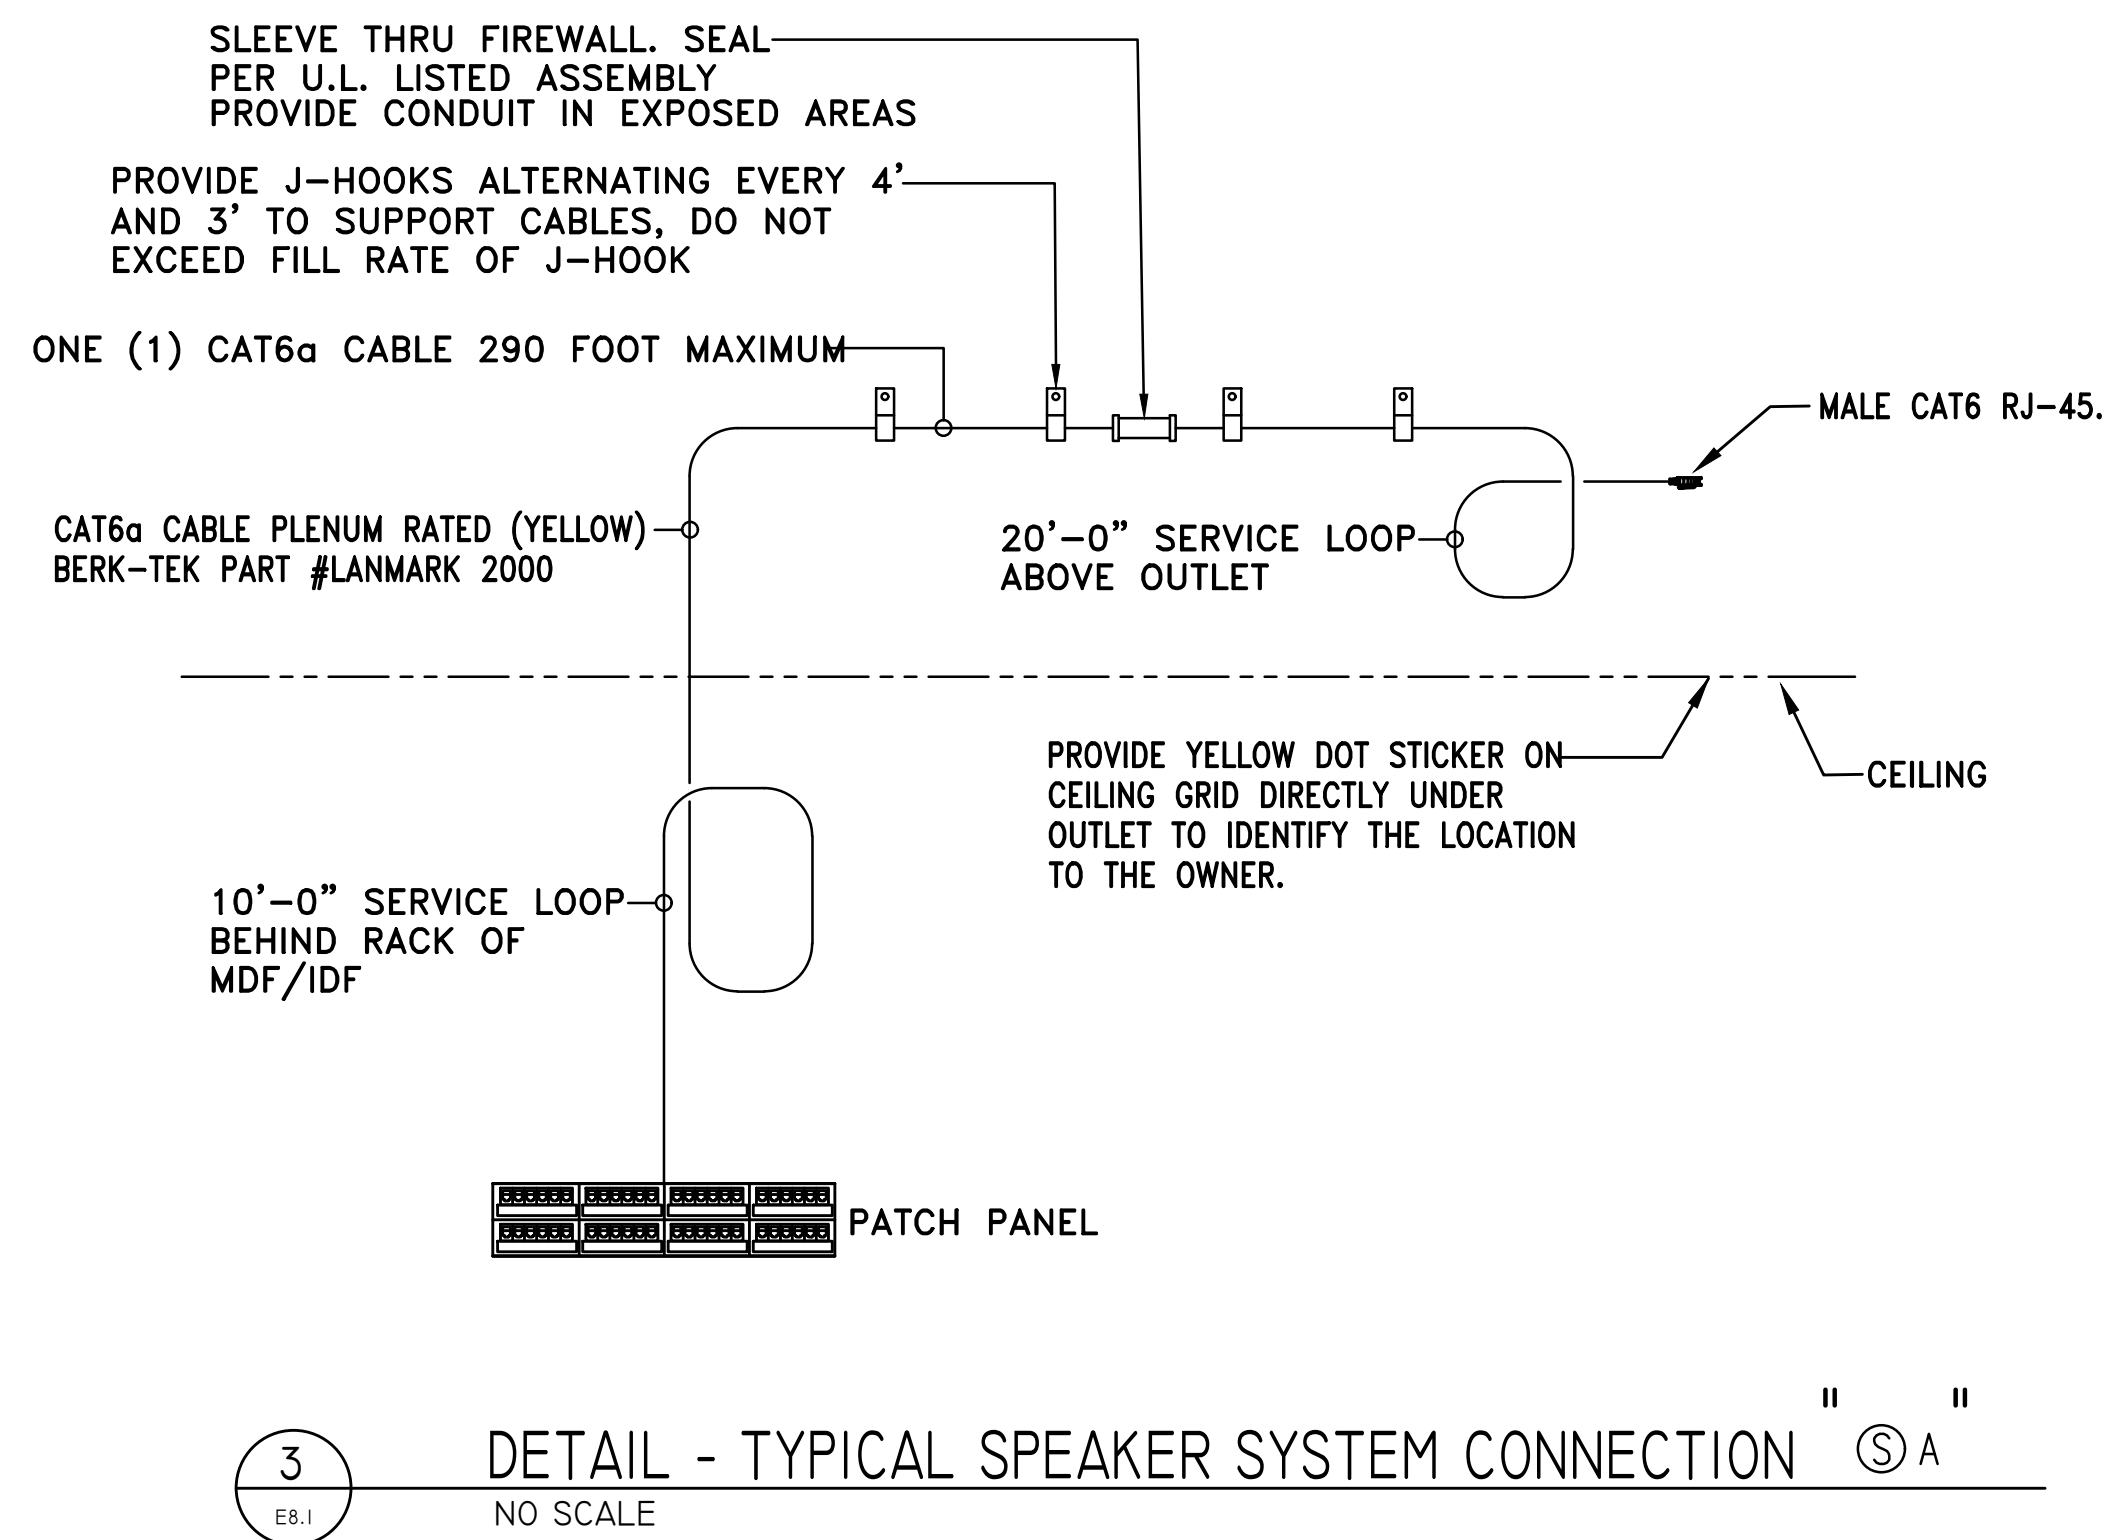 SLEEVE THRU FIREWALL. SEAL
PER U.L. LISTED ASSEMBLY
PROVIDE CONDUIT IN EXPOSED AREAS
PROVIDE J-HOOKS ALTERNATING EVERY 4'
AND 3' TO SUPPORT CABLES, DO NOT
EXCEED FILL RATE OF J-HOOK
ONE (1) CAT6a CABLE 290 FOOT MAXIMUM
MALE CAT6 RJ-45.
CAT6a CABLE PLENUM RATED (YELLOW)
BERK-TEK PART #LANMARK 2000
20'-0" SERVICE LOOP
ABOVE OUTLET
PROVIDE YELLOW DOT STICKER ON
CEILING GRID DIRECTLY UNDER
OUTLET TO IDENTIFY THE LOCATION
TO THE OWNER.
CEILING
10'-0" SERVICE LOOP
BEHIND RACK OF
MDF/IDF
PATCH PANEL
3
E8.1
DETAIL - TYPICAL SPEAKER SYSTEM CONNECTION "Ⓢ A"
NO SCALE